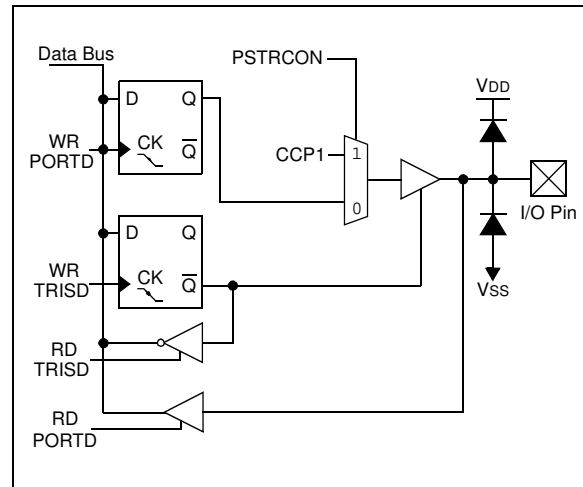 Data Bus
PSTRCON
VDD
D Q
WR
PORTD
CK
Q
CCP1
1
0
I/O Pin
D Q
WR
TRISD
CK
Q
VSS
RD
TRISD
RD
PORTD